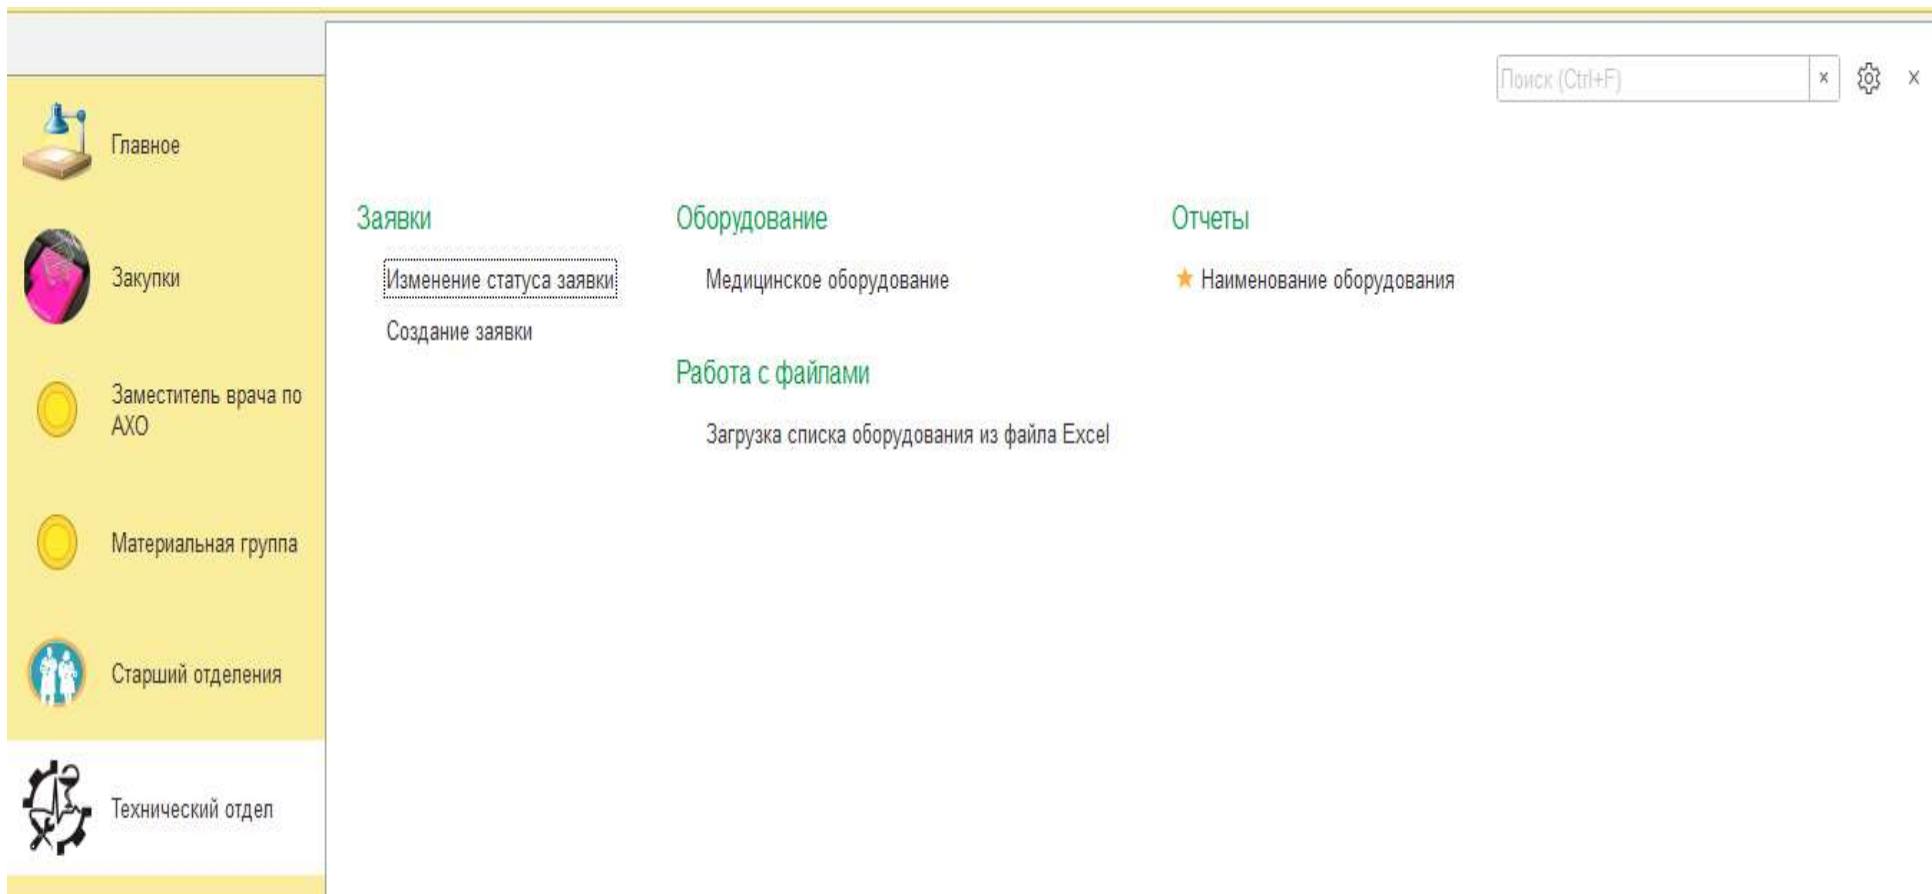 Поиск (Ctrl+F)
Главное
Закупки
Заместитель врача по
АХО
Материальная группа
Старший отделения
Технический отдел
Заявки
Изменение статуса заявки
Создание заявки
Оборудование
Медицинское оборудование
Работа с файлами
Загрузка списка оборудования из файла Excel
Отчеты
Наименование оборудования